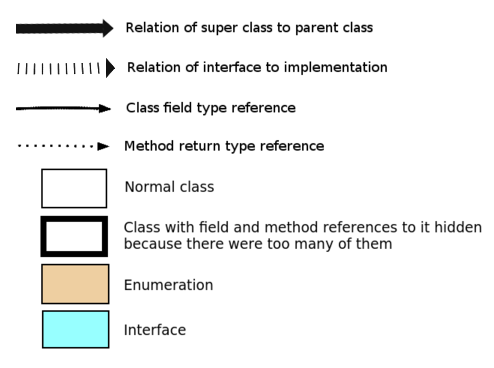 Relation of super class to parent class
Relation of interface to implementation
Class field type reference
Method return type reference
Normal class
Class with field and method references to it hidden
because there were too many of them
Enumeration
Interface